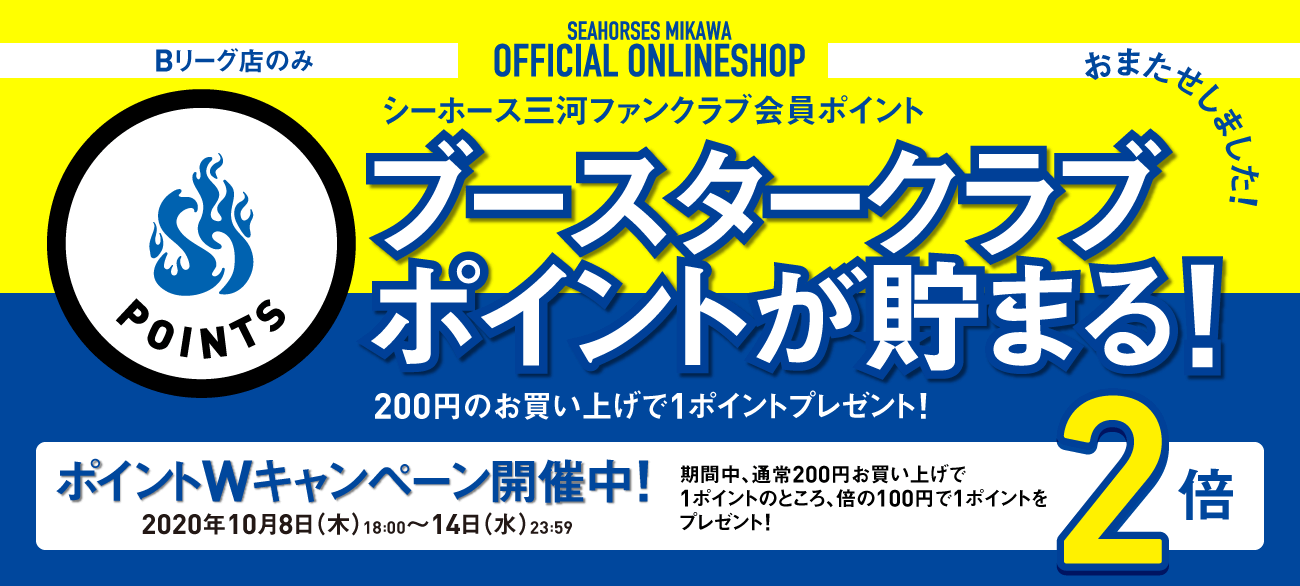 SEAHORSES MIKAWA
OFFICIAL ONLINESHOP
Bリーグ店のみ
おまたせしました!
シーホース三河ファンクラブ会員ポイント
ブースタークラブ
ポイントが貯まる!
POINTS
200円のお買い上げで1ポイントプレゼント!
ポイントWキャンペーン開催中!
2020年10月8日(木)18:00〜14日(水)23:59
期間中、通常200円お買い上げで
1ポイントのところ、倍の100円で1ポイントを
プレゼント!
2倍